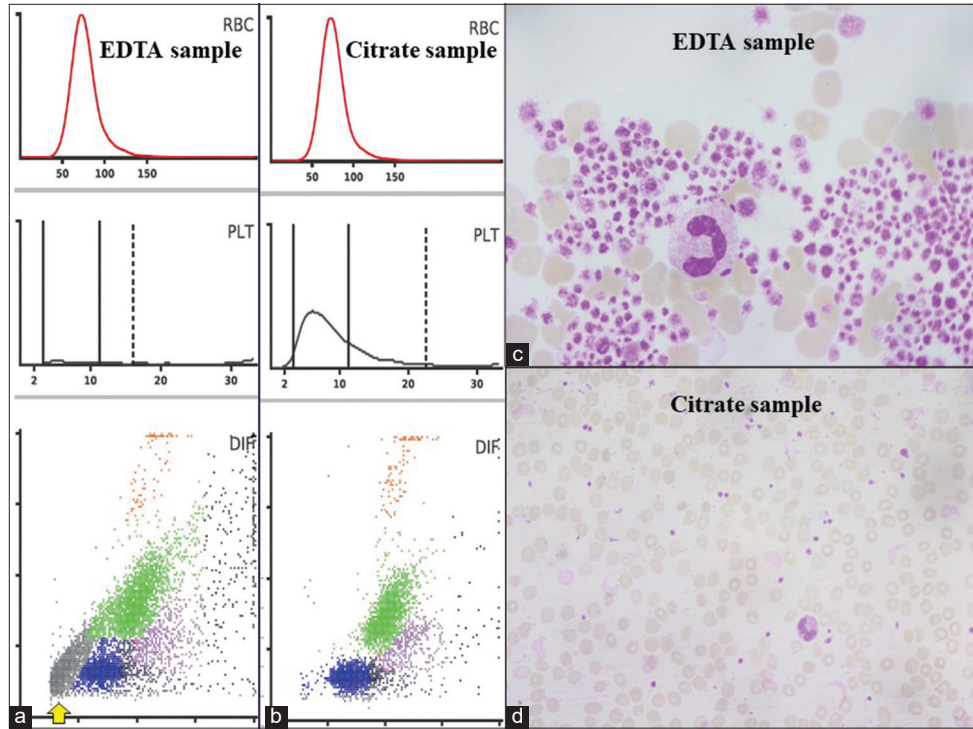 RBC
EDTA sample
50 100 150
PLT
2 10 20 30
DIF
a
RBC
Citrate sample
50 100 150
PLT
2 10 20 30
DIF
b
EDTA sample
c
Citrate sample
d